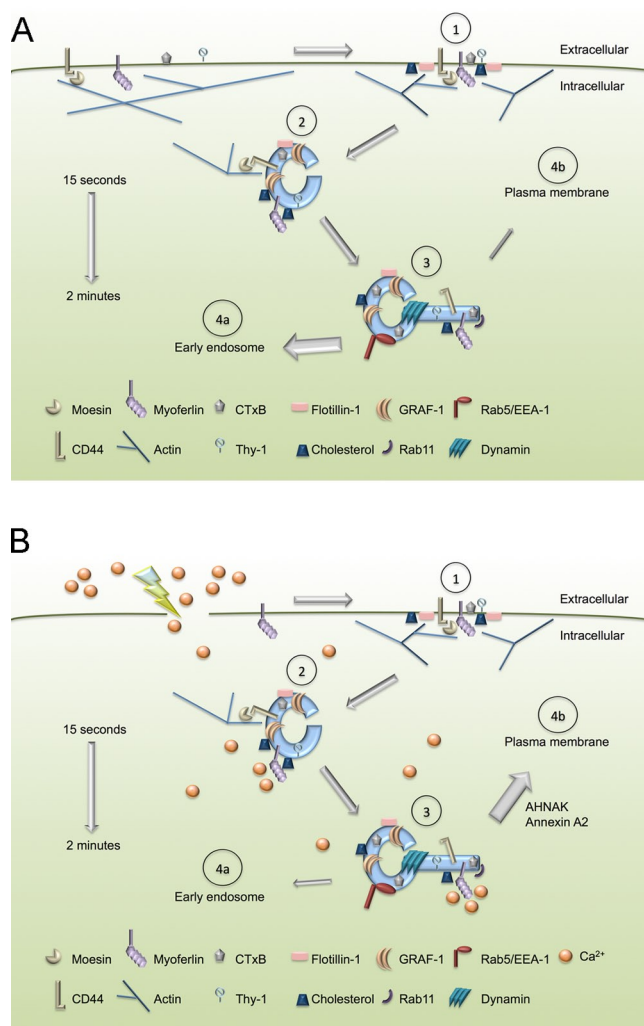 A
1
Extracellular
Intracellular
2
4b
Plasma membrane
15 seconds
2 minutes
3
4a
Early endosome
Moesin Myoferlin CTxB Flotillin-1 GRAF-1 Rab5/EEA-1
CD44 Actin Thy-1 Cholesterol Rab11 Dynamin
B
1
Extracellular
Intracellular
2
4b
Plasma membrane
15 seconds
2 minutes
AHNAK
Annexin A2
3
4a
Early endosome
Moesin Myoferlin CTxB Flotillin-1 GRAF-1 Rab5/EEA-1 Ca²⁺
CD44 Actin Thy-1 Cholesterol Rab11 Dynamin